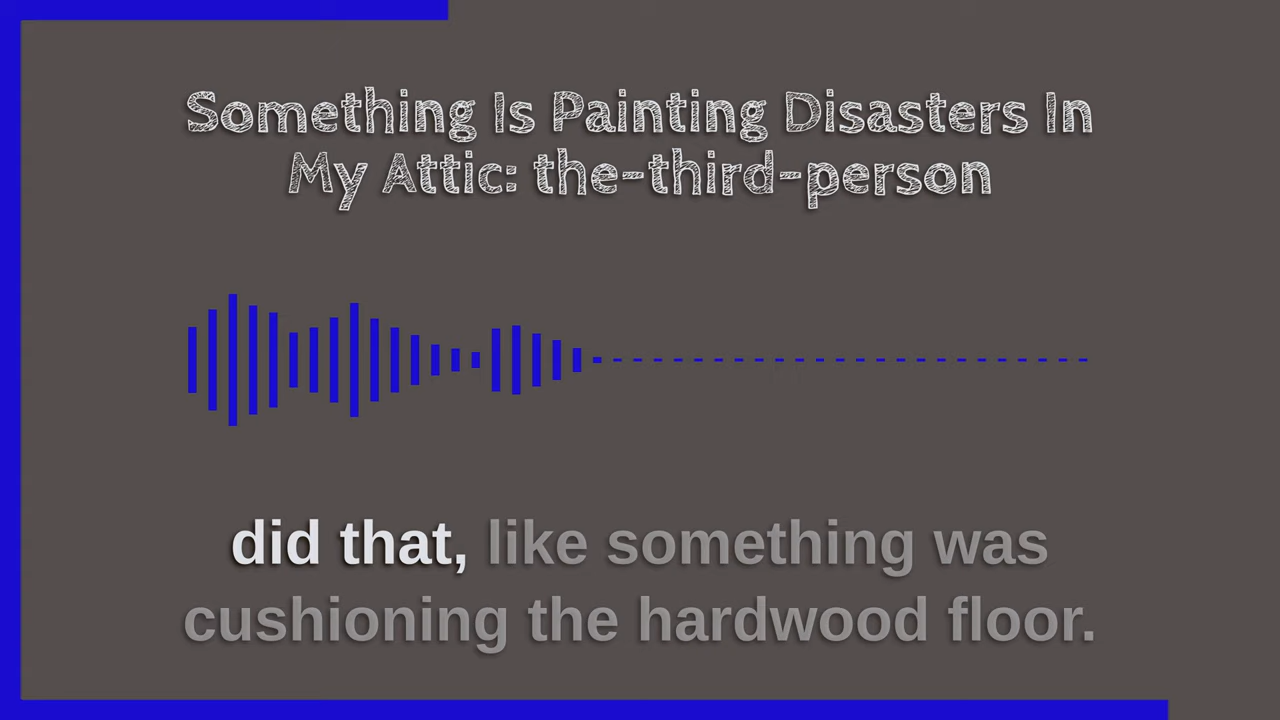 Something Is Painting Disasters In
My Attic: the-third-person
did that, like something was
cushioning the hardwood floor.